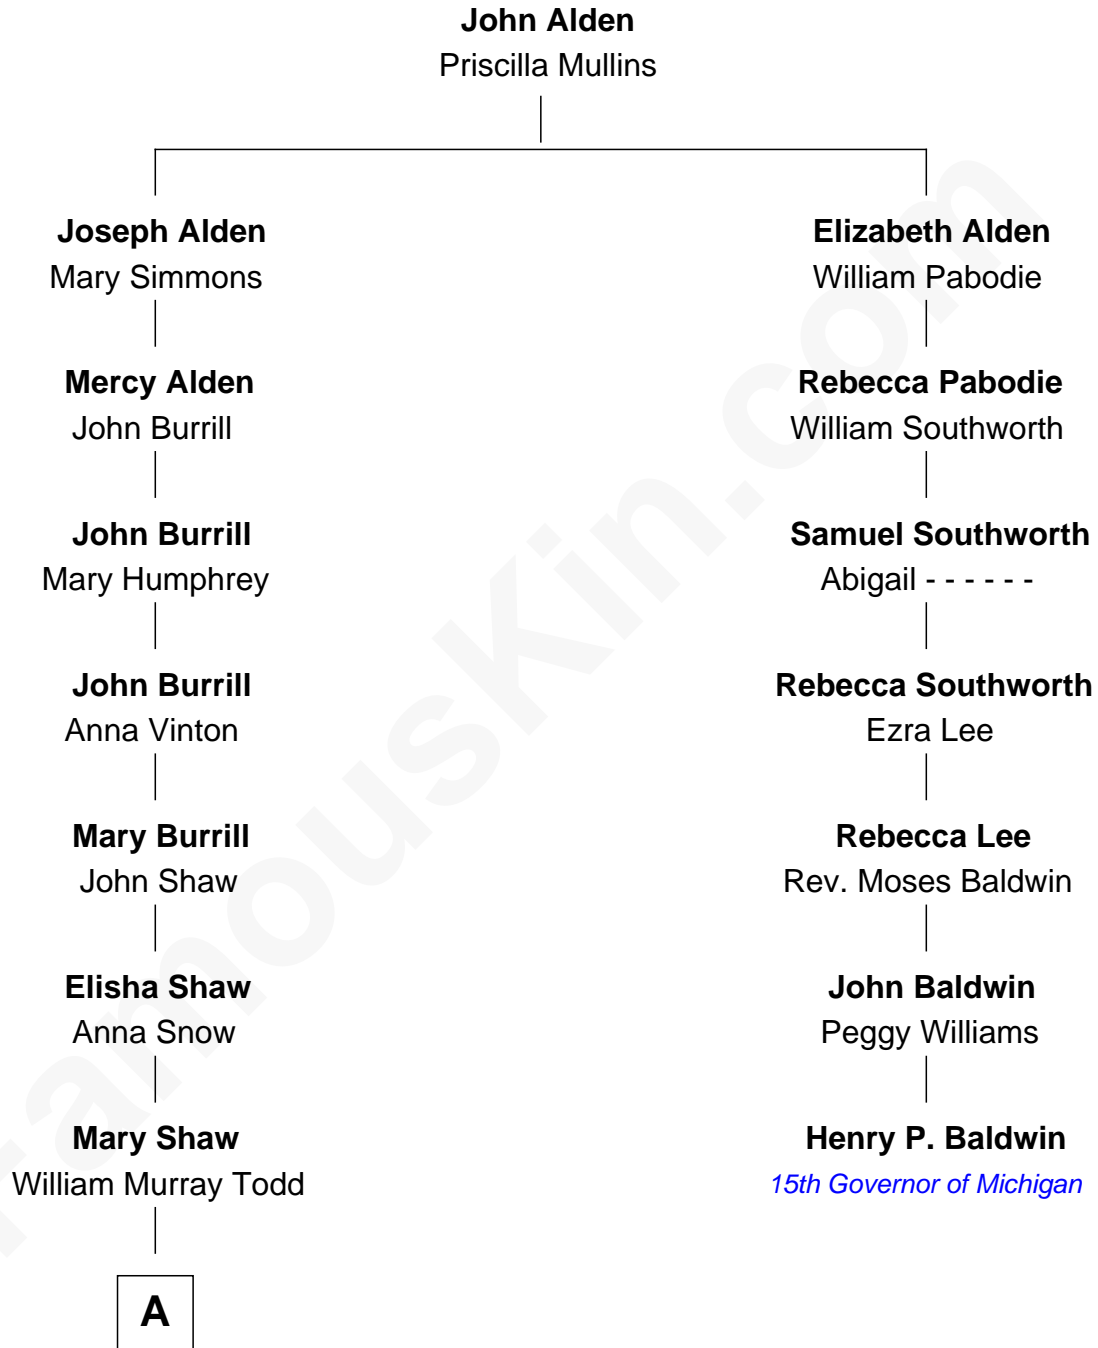 John Alden
Priscilla Mullins
Joseph Alden
Mary Simmons
Elizabeth Alden
William Pabodie
Mercy Alden
John Burrill
Rebecca Pabodie
William Southworth
John Burrill
Mary Humphrey
Samuel Southworth
Abigail - - - - - -
John Burrill
Anna Vinton
Rebecca Southworth
Ezra Lee
Mary Burrill
John Shaw
Rebecca Lee
Rev. Moses Baldwin
Elisha Shaw
Anna Snow
John Baldwin
Peggy Williams
Mary Shaw
William Murray Todd
Henry P. Baldwin
15th Governor of Michigan
A
FamousKin.com